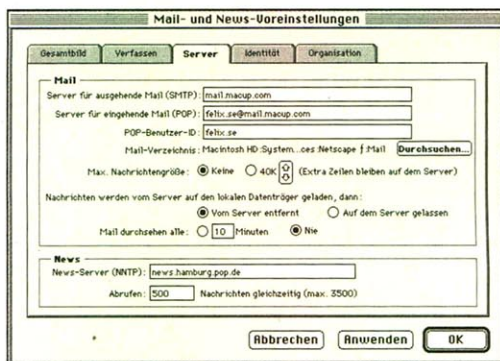 Mail- und News-Voreinstellungen
Gesamtbild Verfassen Server Identität Organisation
Mail
Server für ausgehende Mail (SMTP): mail.macup.com
Server für eingehende Mail (POP): felix.se@mail.macup.com
POP-Benutzer-ID: felix.se
Mail-Verzeichnis: Macintosh HD:System...ces:Netscape ƒ:Mail Durchsuchen...
Max. Nachrichtengröße: Keine 40K (Extra Zeilen bleiben auf dem Server)
Nachrichten werden vom Server auf den lokalen Datenträger geladen, dann:
Vom Server entfernt Auf dem Server gelassen
Mail durchsehen alle: 10 Minuten Nie
News
News-Server (NNTP): news.hamburg.pop.de
Abrufen: 500 Nachrichten gleichzeitig (max. 3500)
Abbrechen Anwenden OK